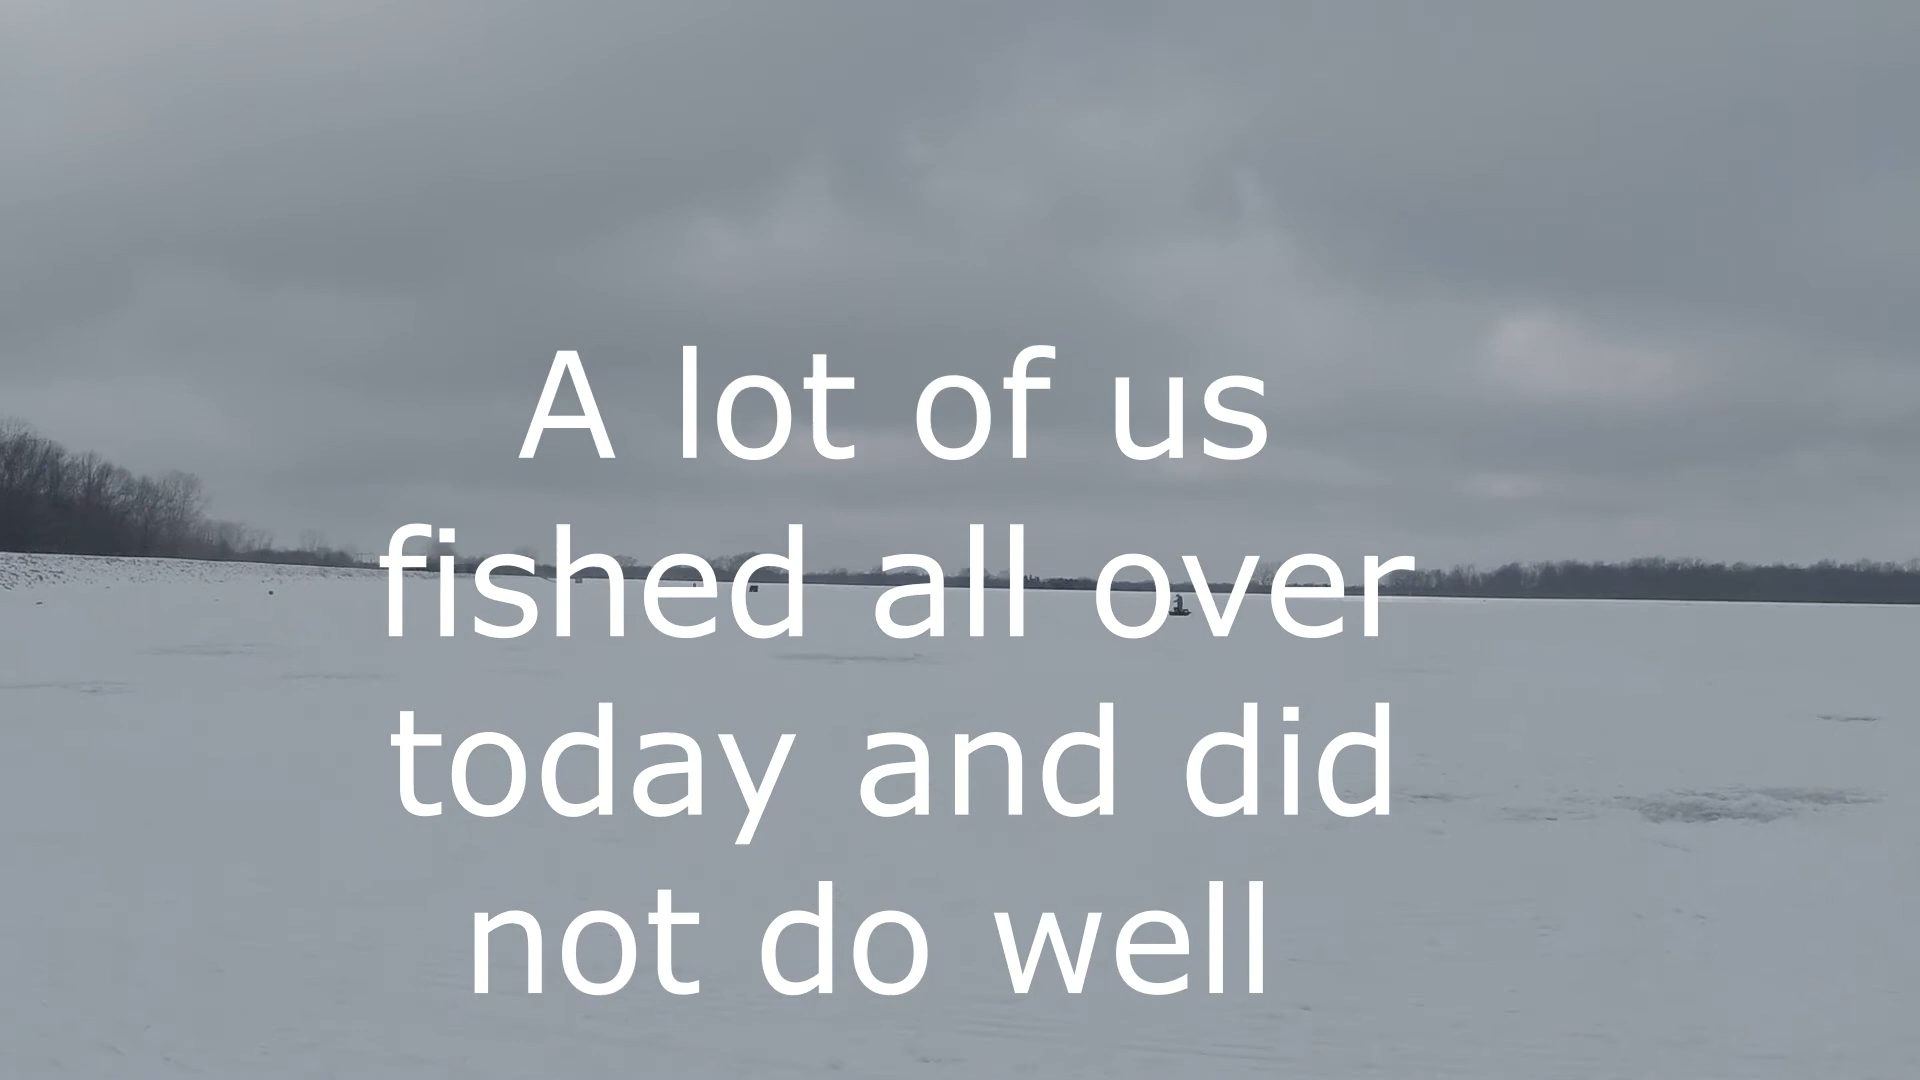 A lot of us
fished all over
today and did
not do well